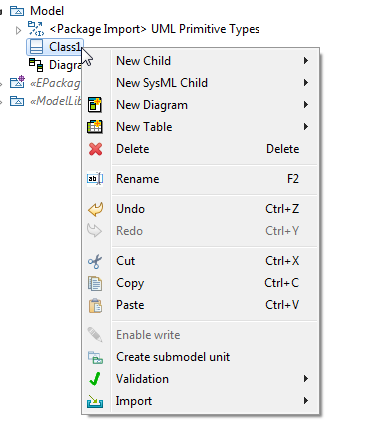 Model
<Package Import> UML Primitive Types
Class1
Diagra
«EPackag
«ModelLib
New Child
New SysML Child
New Diagram
New Table
Delete Delete
Rename F2
Undo Ctrl+Z
Redo Ctrl+Y
Cut Ctrl+X
Copy Ctrl+C
Paste Ctrl+V
Enable write
Create submodel unit
Validation
Import